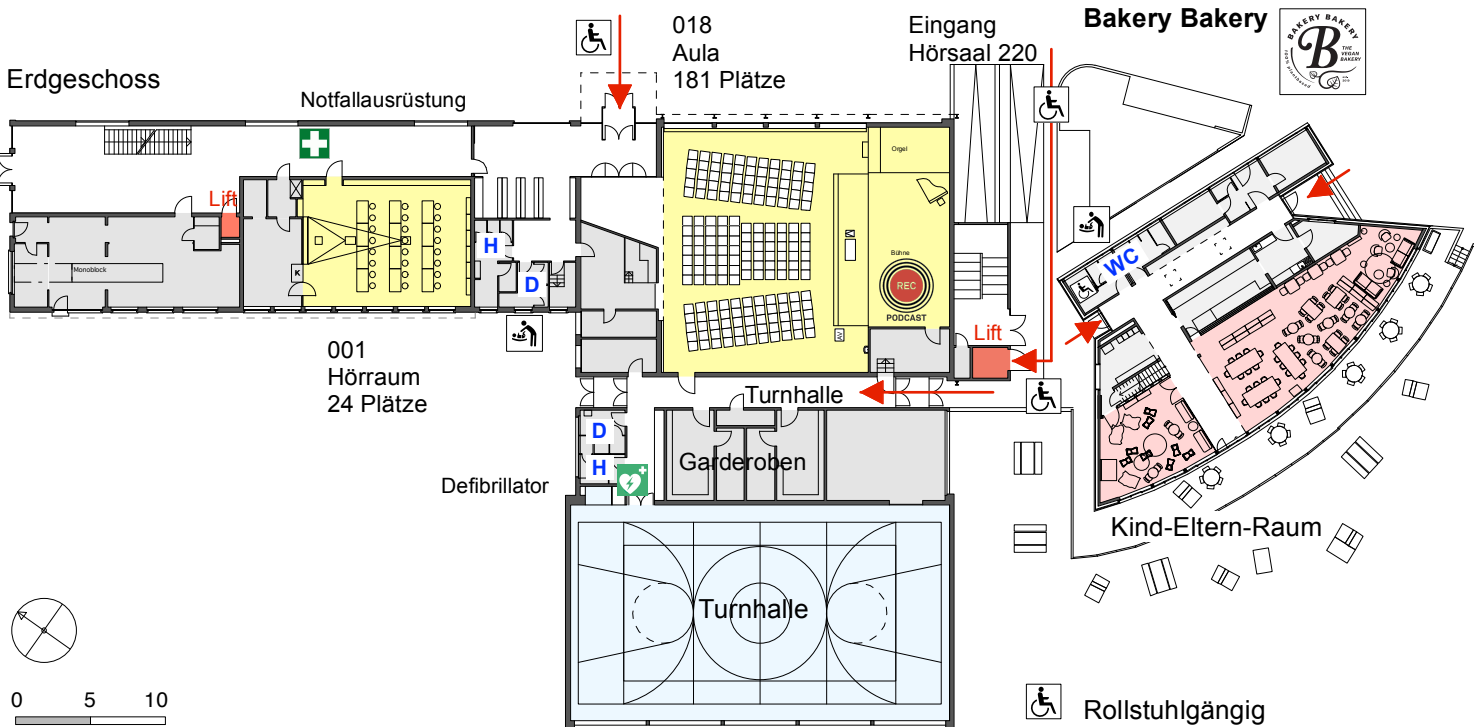 Erdgeschoss
Notfallausrüstung
018
Aula
181 Plätze
Eingang
Hörsaal 220
Bakery Bakery
BAKERY BAKERY
B
THE
VEGAN
BAKERY
100% plantbased
Lift
Monoblock
K
H
D
001
Hörraum
24 Plätze
Orgel
Bühne
REC
PODCAST
Lift
WC
Turnhalle
D
H
Garderoben
Defibrillator
Kind-Eltern-Raum
Turnhalle
0 5 10
Rollstuhlgängig